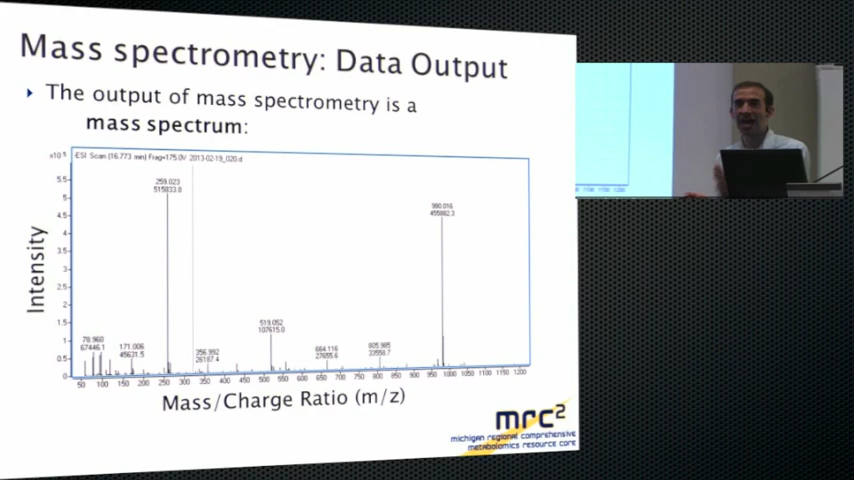 Mass spectrometry: Data Output
The output of mass spectrometry is a
mass spectrum:
x10 5 -ESI Scan (16.773 min) Frag=175.0V 2013-02-19_020.d
259.023
515833.8
990.016
455882.3
519.052
107615.0
78.960
67446.1
171.006
45631.5
356.992
26187.4
664.116
27655.6
805.985
33558.7
5.5
5
4.5
4
3.5
3
2.5
2
1.5
1
0.5
0
50 100 150 200 250 300 350 400 450 500 550 600 650 700 750 800 850 900 950 1000 1050 1100 1150 1200
Intensity
Mass/Charge Ratio (m/z)
mrc2
michigan regional comprehensive
metabolomics resource core
1100 1150 1200